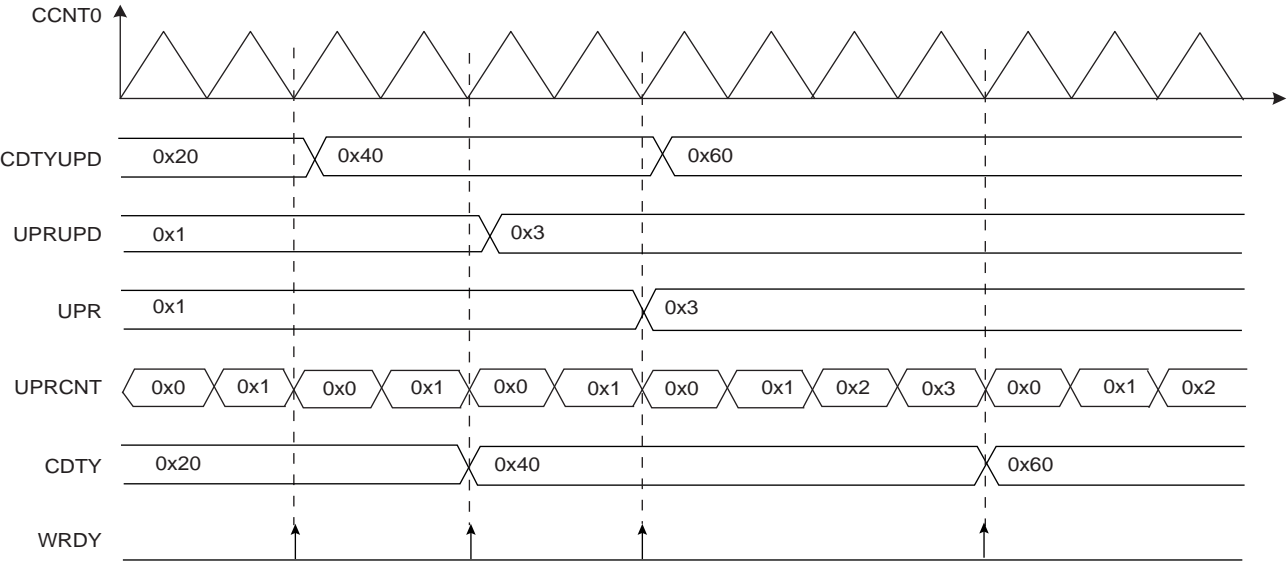 CCNT0
CDTYUPD 0x20 0x40 0x60
UPRUPD 0x1 0x3
UPR 0x1 0x3
UPRCNT 0x0 0x1 0x0 0x1 0x0 0x1 0x0 0x1 0x2 0x3 0x0 0x1 0x2
CDTY 0x20 0x40 0x60
WRDY